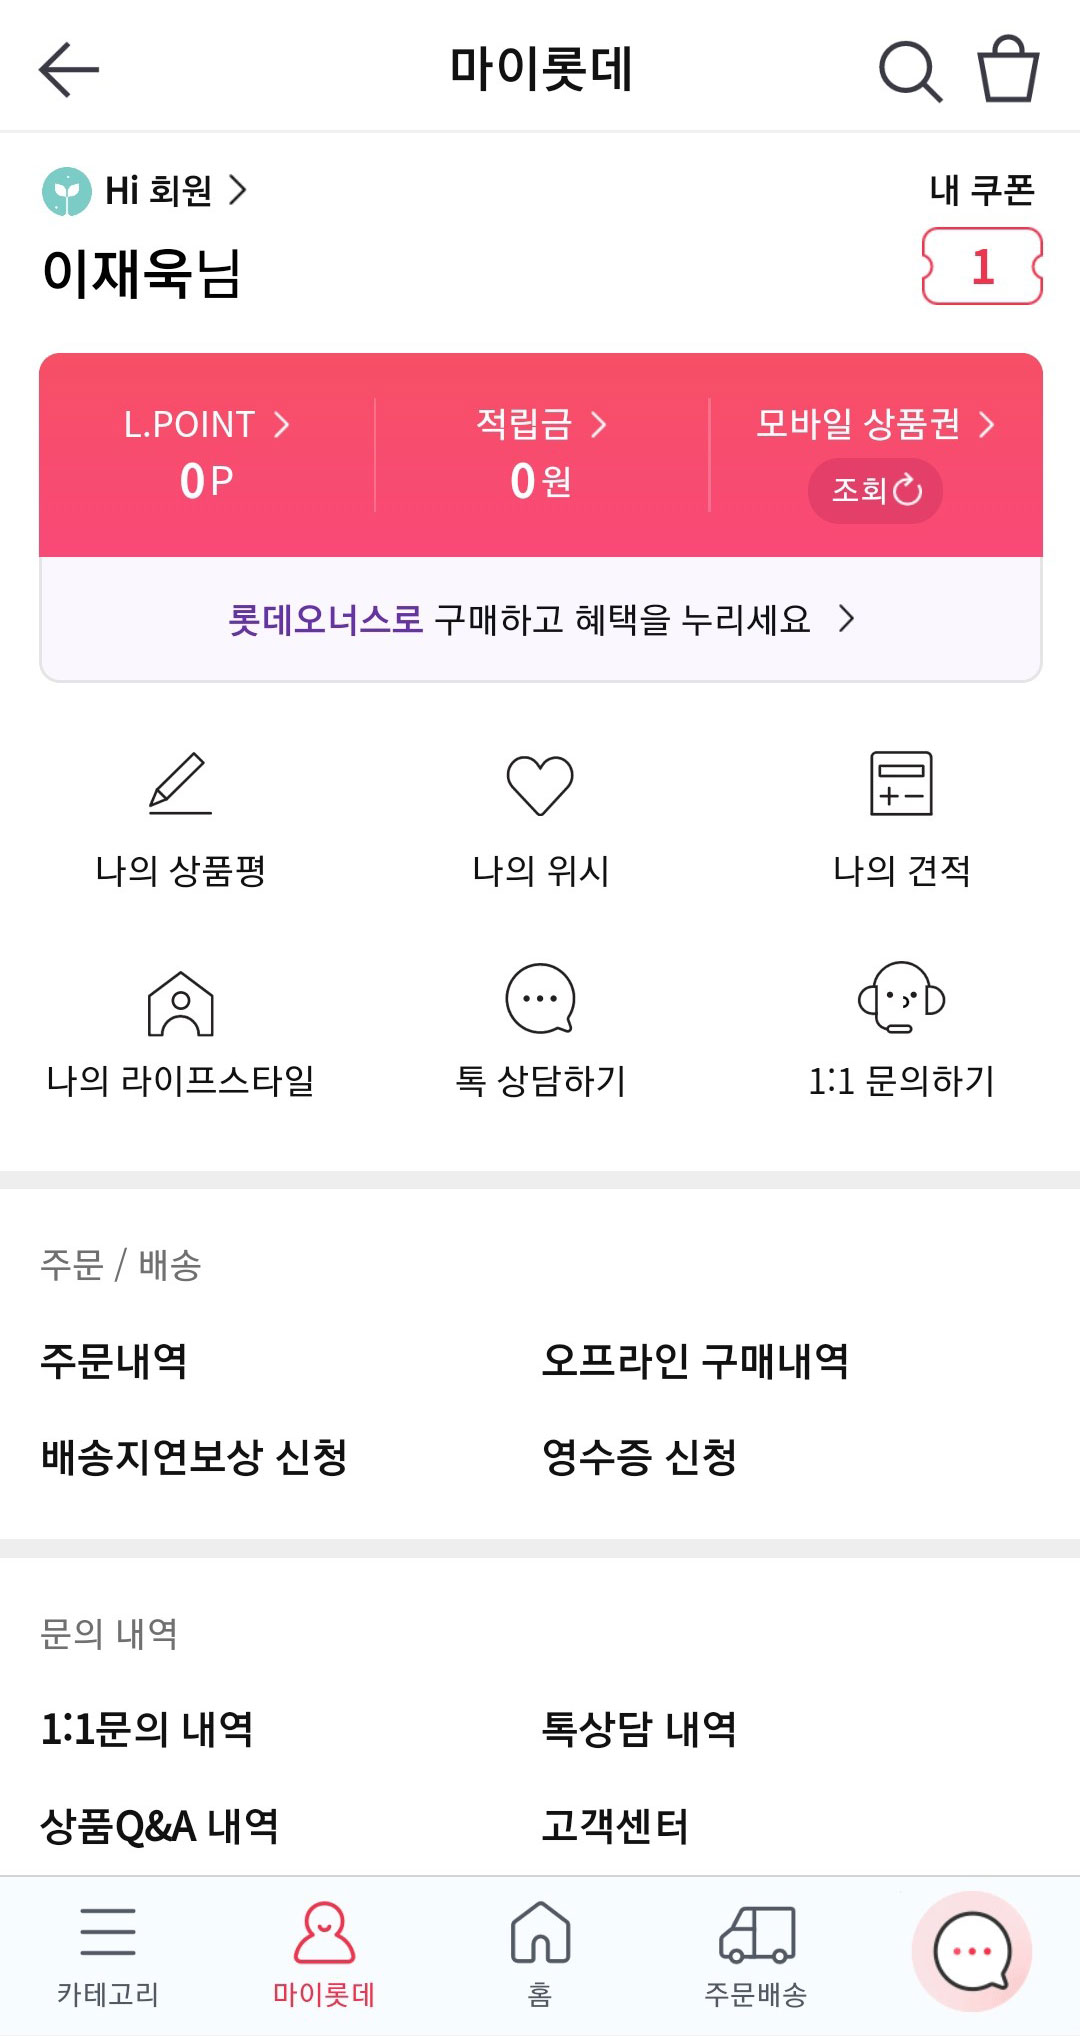 마이롯데
Hi 회원
내 쿠폰
이재욱님
1
L.POINT
적립금
모바일 상품권
0P
0원
조회
롯데오너스로 구매하고 혜택을 누리세요
나의 상품평
나의 위시
나의 견적
나의 라이프스타일
톡 상담하기
1:1 문의하기
주문 / 배송
주문내역
오프라인 구매내역
배송지연보상 신청
영수증 신청
문의 내역
1:1문의 내역
톡상담 내역
상품Q&A 내역
고객센터
카테고리
마이롯데
홈
주문배송